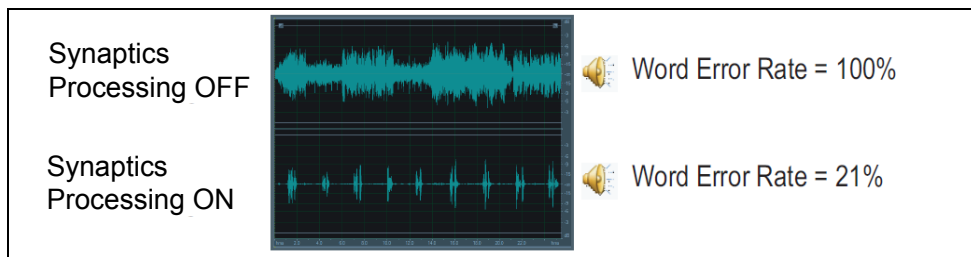 Synaptics
Processing OFF
Word Error Rate = 100%
Synaptics
Processing ON
Word Error Rate = 21%